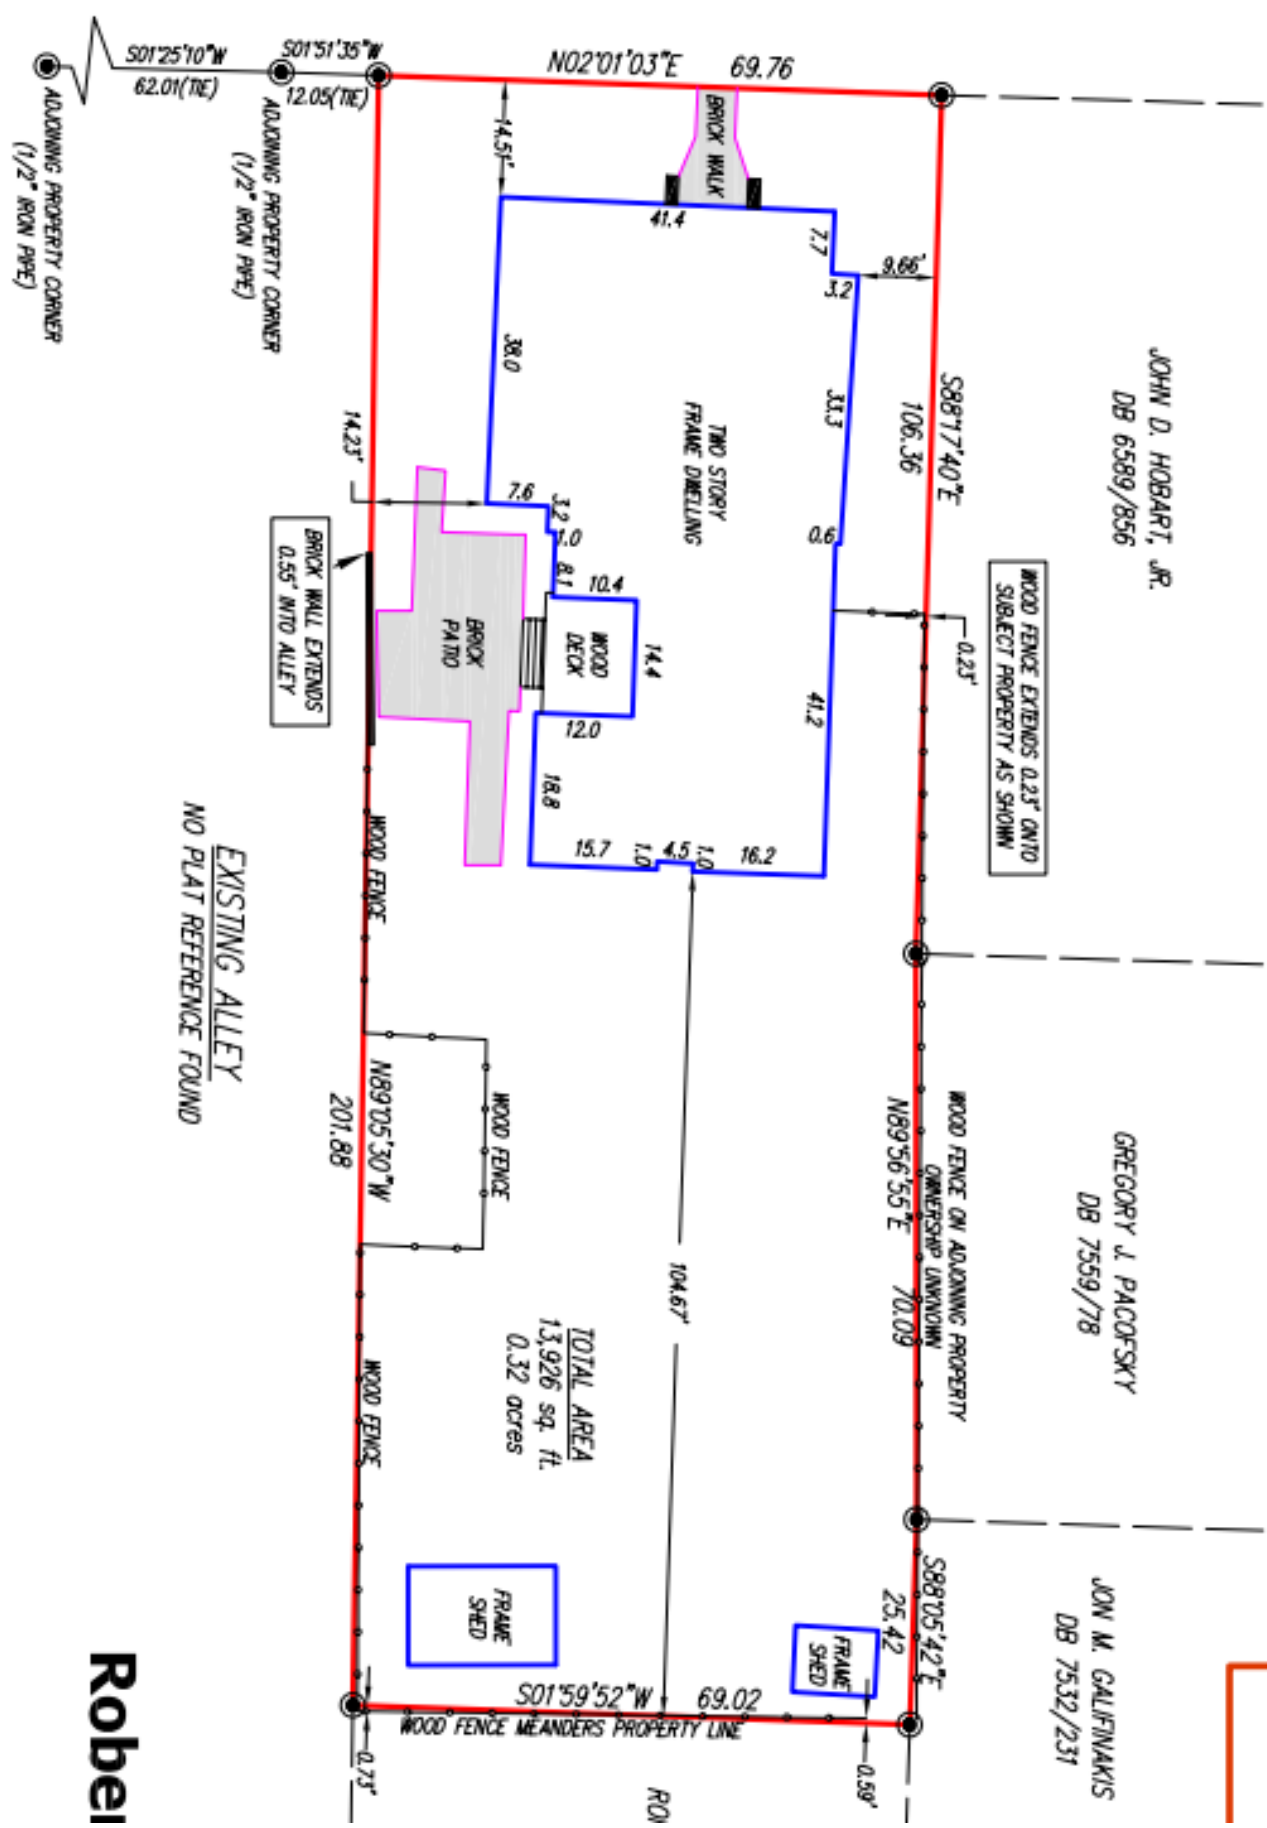 S01°25'10"W
62.01(TIE)
S01°51'35"W
12.05(TIE)
N02°01'03"E 69.76
ADJOINING PROPERTY CORNER
(1/2" IRON PIPE)
ADJOINING PROPERTY CORNER
(1/2" IRON PIPE)
14.51'
BRICK WALK
41.4
7.7
3.2
9.66'
38.0
33.3
TWO STORY
FRAME DWELLING
S88°17'40"E
106.36
JOHN D. HOBART, JR.
DB 6589/856
14.23'
7.6
3.2
1.0
8.1
0.6
10.4
WOOD
DECK
14.4
12.0
BRICK
PATIO
BRICK WALL EXTENDS
0.55' INTO ALLEY
WOOD FENCE EXTENDS 0.23' ONTO
SUBJECT PROPERTY AS SHOWN
0.23'
41.2
18.8
15.7
1.0
4.5
1.0
16.2
WOOD FENCE
EXISTING ALLEY
NO PLAT REFERENCE FOUND
N89°05'30"W
201.88
WOOD FENCE
104.67'
WOOD FENCE ON ADJOINING PROPERTY
OWNERSHIP UNKNOWN
N89°56'55"E 70.09
GREGORY J. PACOFSKY
DB 7559/78
TOTAL AREA
13,926 sq. ft.
0.32 acres
WOOD FENCE
FRAME
SHED
FRAME
SHED
S88°05'42"E
25.42
JON M. GALIFINAKIS
DB 7532/231
S01°59'52"W 69.02
WOOD FENCE MEANDERS PROPERTY LINE
0.73'
0.59'